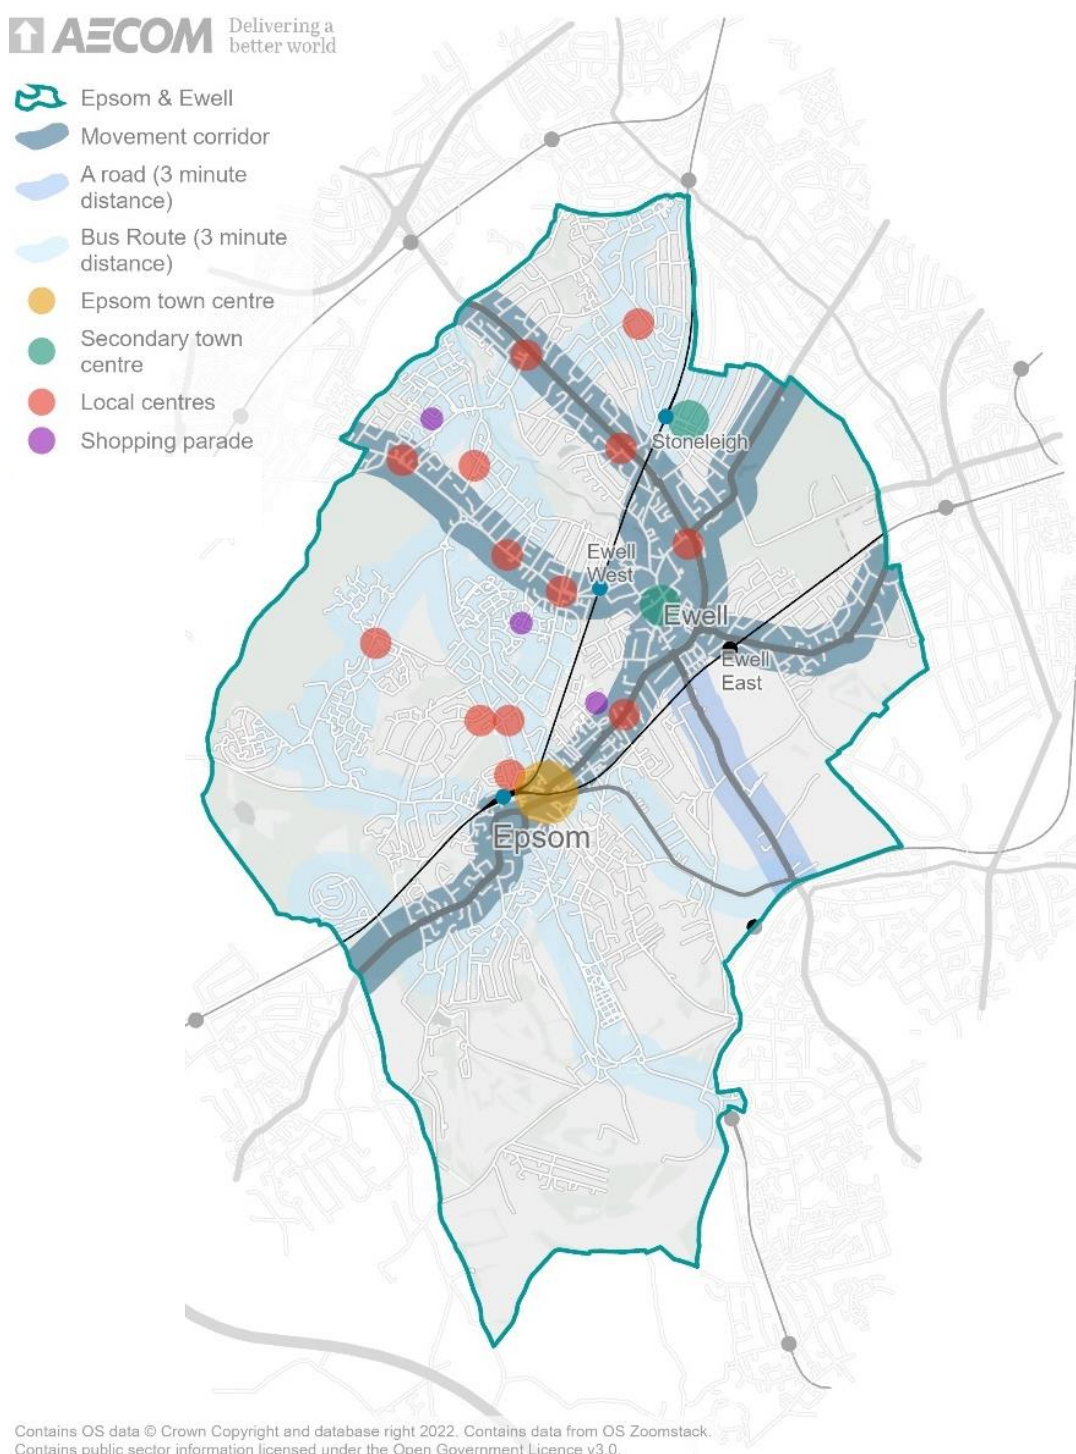 AECOM
Delivering a
better world
Epsom & Ewell
Movement corridor
A road (3 minute
distance)
Bus Route (3 minute
distance)
Epsom town centre
Secondary town
centre
Local centres
Shopping parade
Stoneleigh
Ewell
West
Ewell
Ewell
East
Epsom
Contains OS data © Crown Copyright and database right 2022. Contains data from OS Zoomstack.
Contains public sector information licensed under the Open Government Licence v3.0.